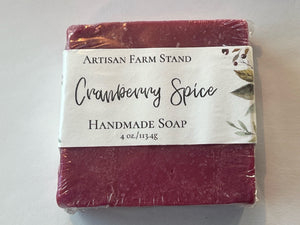 Artisan Farm Stand
Cranberry Spice
Handmade Soap
4 oz./113.4g